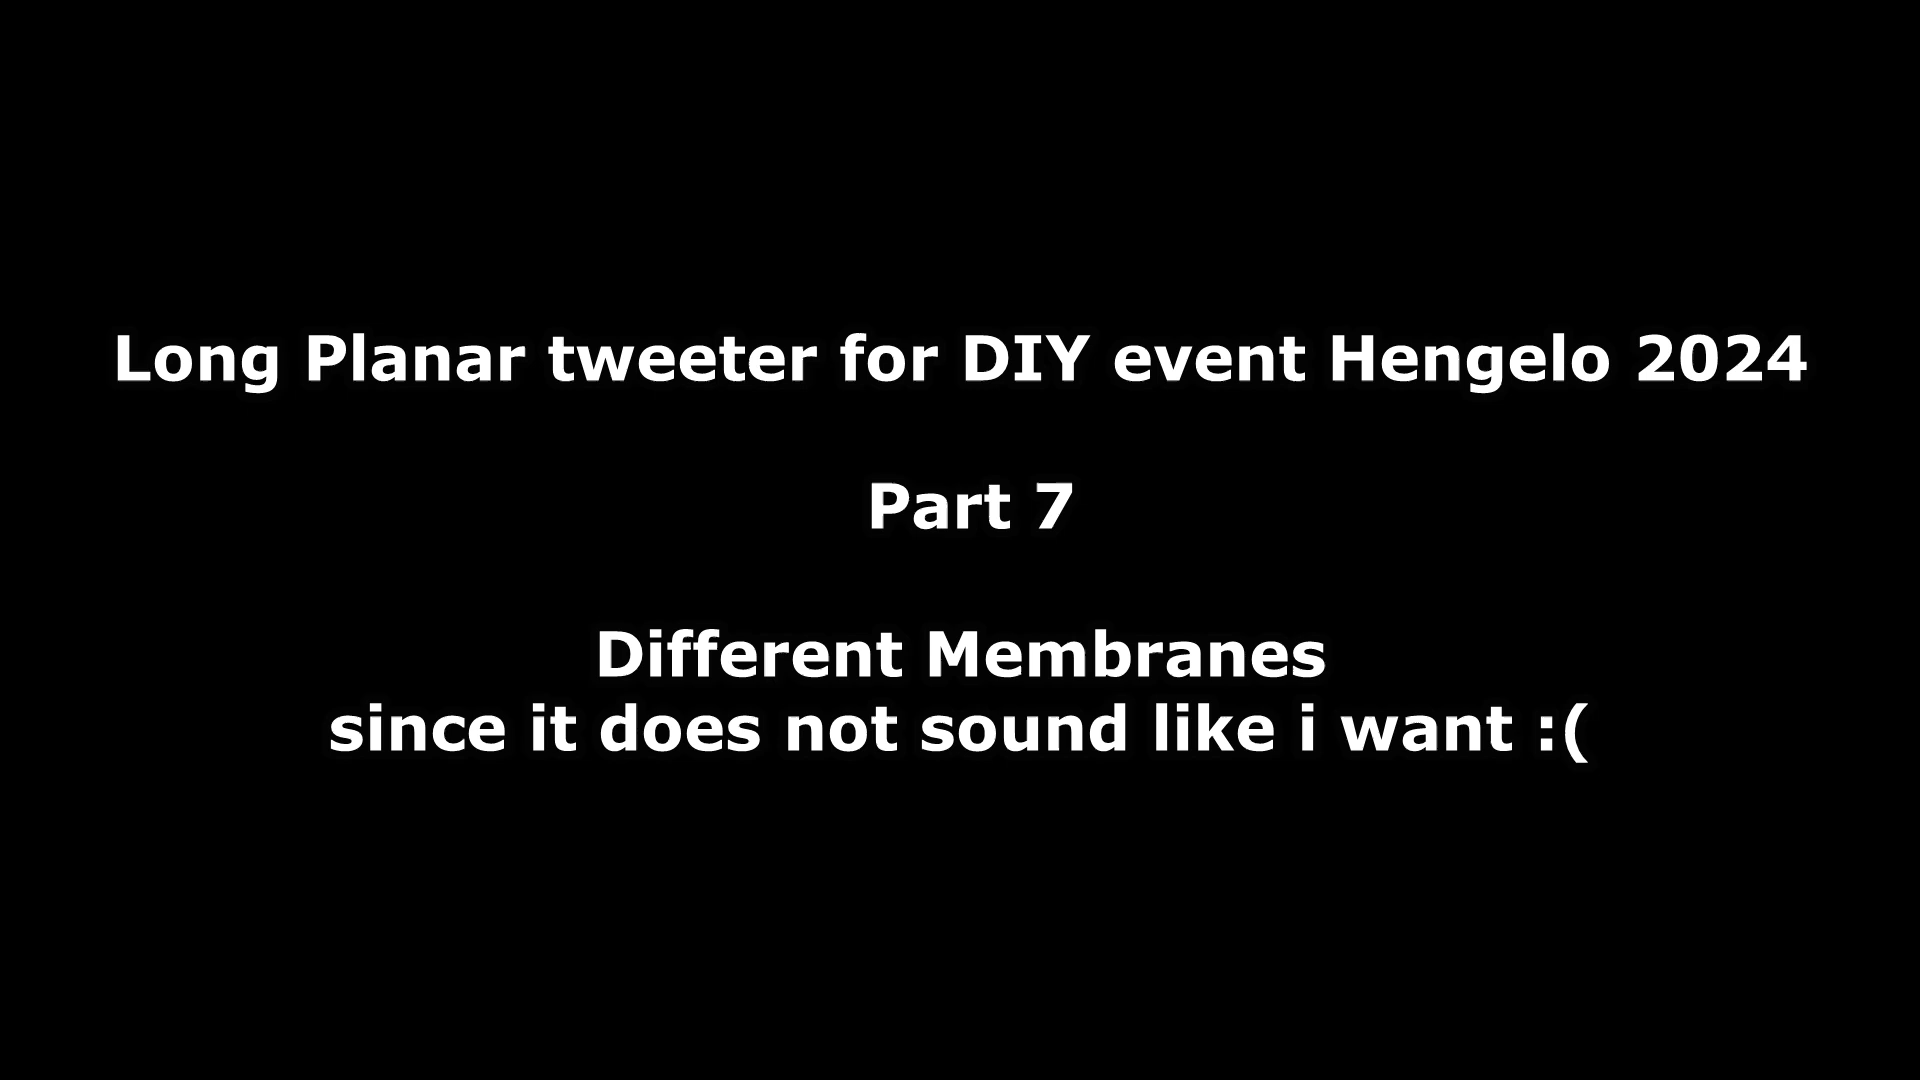 Long Planar tweeter for DIY event Hengelo 2024
Part 7
Different Membranes
since it does not sound like i want :(